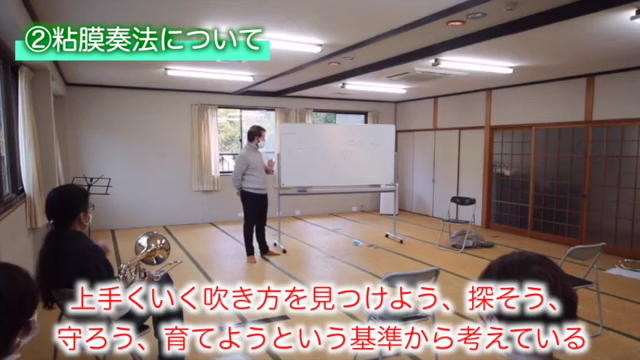 ②粘膜奏法について
上手くいく吹き方を見つけよう、探そう、
守ろう、育てようという基準から考えている